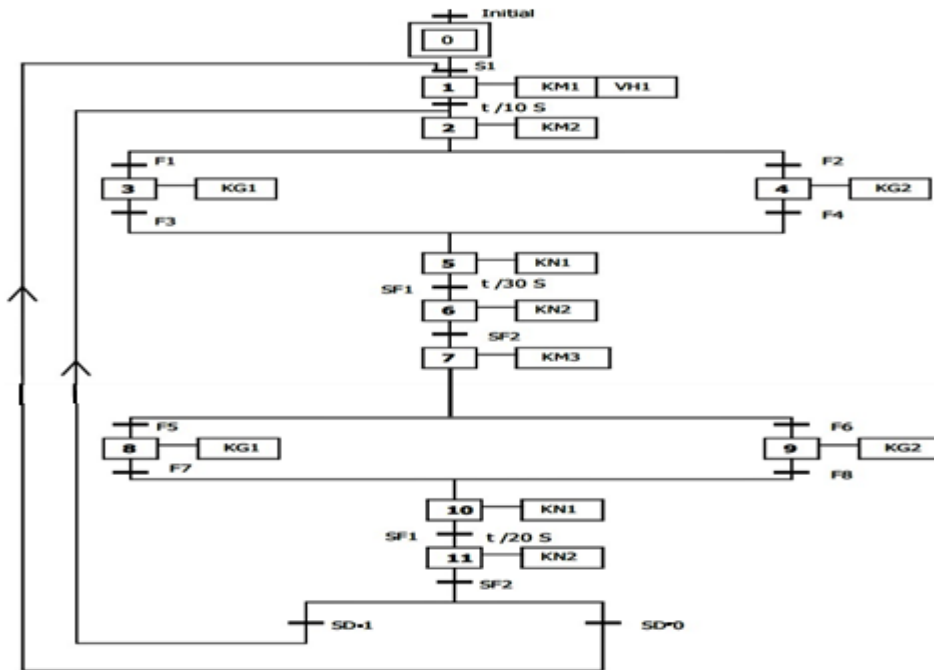 Initial
0
S1
1 KM1 VH1
t /10 S
2 KM2
F1 F2
3 KG1 4 KG2
F3 F4
5 KN1
SF1 t /30 S
6 KN2
SF2
7 KM3
F5 F6
8 KG1 9 KG2
F7 F8
10 KN1
SF1 t /20 S
11 KN2
SF2
SD=1 SD=0